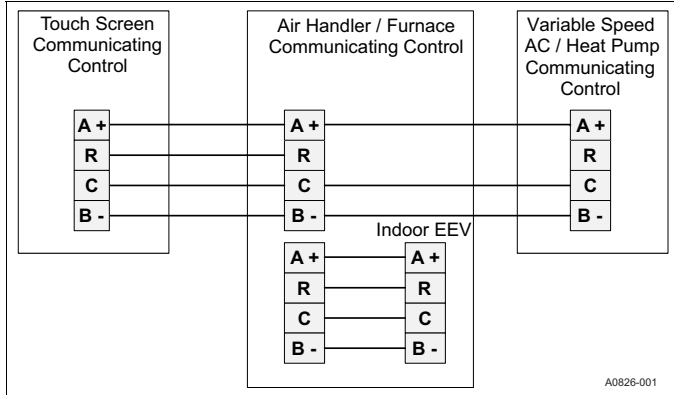 Touch Screen
Communicating
Control
Air Handler / Furnace
Communicating Control
Variable Speed
AC / Heat Pump
Communicating
Control
A +
R
C
B -
A +
R
C
B -
A +
R
C
B -
Indoor EEV
A +
R
C
B -
A +
R
C
B -
A0826-001